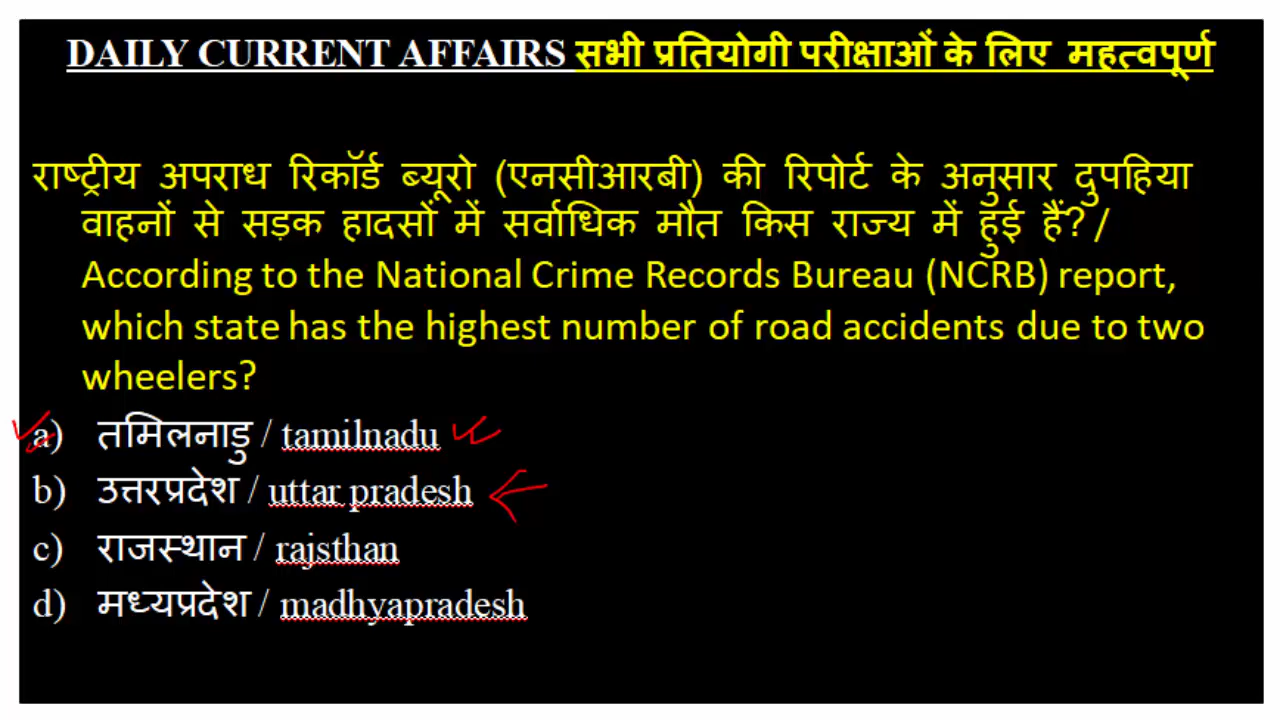 DAILY CURRENT AFFAIRS सभी प्रतियोगी परीक्षाओं के लिए महत्वपूर्ण
राष्ट्रीय अपराध रिकॉर्ड ब्यूरो (एनसीआरबी) की रिपोर्ट के अनुसार दुपहिया
वाहनों से सड़क हादसों में सर्वाधिक मौत किस राज्य में हुई हैं? /
According to the National Crime Records Bureau (NCRB) report,
which state has the highest number of road accidents due to two
wheelers?
a) तमिलनाडु / tamilnadu
b) उत्तरप्रदेश / uttar pradesh
c) राजस्थान / rajsthan
d) मध्यप्रदेश / madhyapradesh